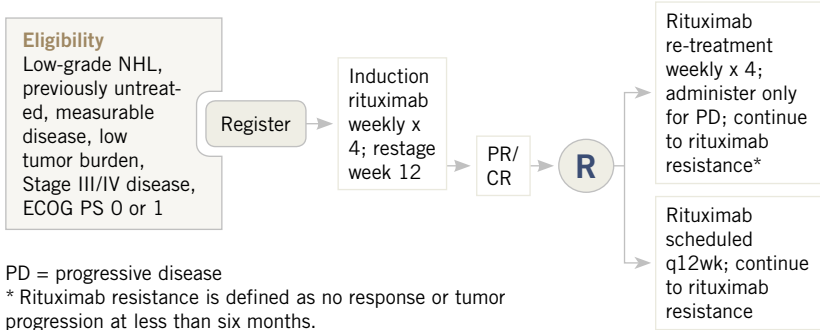 Eligibility
Low-grade NHL,
previously untreat-
ed, measurable
disease, low
tumor burden,
Stage III/IV disease,
ECOG PS 0 or 1
Register
Induction
rituximab
weekly x
4; restage
week 12
PR/
CR
R
Rituximab
re-treatment
weekly x 4;
administer only
for PD; continue
to rituximab
resistance*
Rituximab
scheduled
q12wk; continue
to rituximab
resistance
PD = progressive disease
* Rituximab resistance is defined as no response or tumor
progression at less than six months.